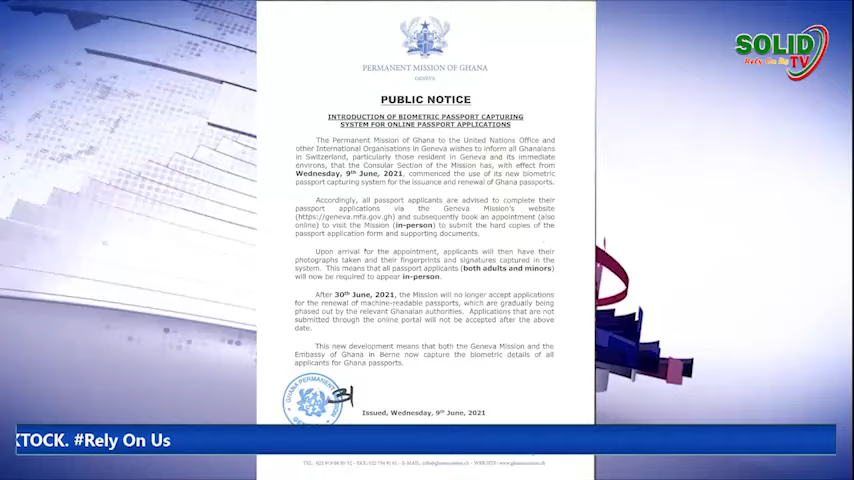 SOLID
Rely On Us
TV
PERMANENT MISSION OF GHANA
GENEVA
PUBLIC NOTICE
INTRODUCTION OF BIOMETRIC PASSPORT CAPTURING
SYSTEM FOR ONLINE PASSPORT APPLICATIONS
The Permanent Mission of Ghana to the United Nations Office and
other International Organisations in Geneva wishes to inform all Ghanaians
in Switzerland, particularly those resident in Geneva and its immediate
environs, that the Consular Section of the Mission has, with effect from
Wednesday, 9th June, 2021, commenced the use of its new biometric
passport capturing system for the issuance and renewal of Ghana passports.
Accordingly, all passport applicants are advised to complete their
passport applications via the Geneva Mission's website
(https://geneva.mfa.gov.gh) and subsequently book an appointment (also
online) to visit the Mission (in-person) to submit the hard copies of the
passport application form and supporting documents.
Upon arrival for the appointment, applicants will then have their
photographs taken and their fingerprints and signatures captured in the
system. This means that all passport applicants (both adults and minors)
will now be required to appear in-person.
After 30th June, 2021, the Mission will no longer accept applications
for the renewal of machine-readable passports, which are gradually being
phased out by the relevant Ghanaian authorities. Applications that are not
submitted through the online portal will not be accepted after the above
date.
This new development means that both the Geneva Mission and the
Embassy of Ghana in Berne now capture the biometric details of all
applicants for Ghana passports.
GHANA PERMANENT
Issued, Wednesday, 9th June, 2021
XTOCK. #Rely On Us